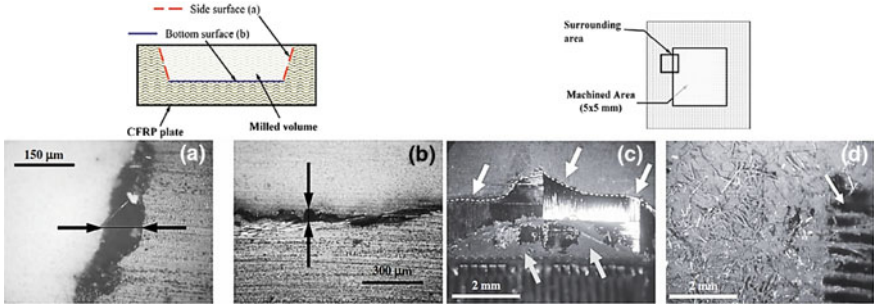 Side surface (a)
Bottom surface (b)
CFRP plate
Milled volume
Surrounding
area
Machined Area
(5x5 mm)
150 μm
(a)
(b)
300 μm
(c)
2 mm
(d)
2 mm